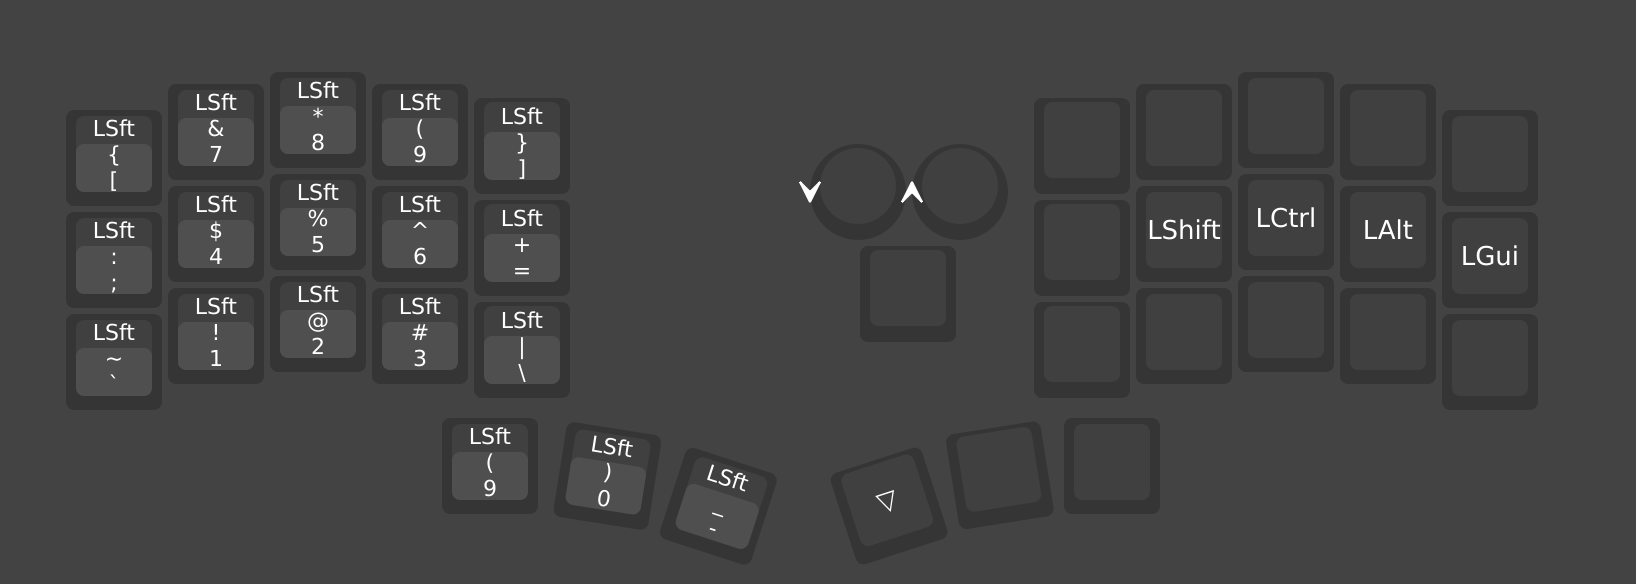 LSft
{
[
LSft
&
7
LSft
*
8
LSft
(
9
LSft
}
]
LSft
:
;
LSft
$
4
LSft
%
5
LSft
^
6
LSft
+
=
LShift
LCtrl
LAlt
LGui
LSft
~
`
LSft
!
1
LSft
@
2
LSft
#
3
LSft
|
\
LSft
(
9
LSft
)
0
LSft
_
-